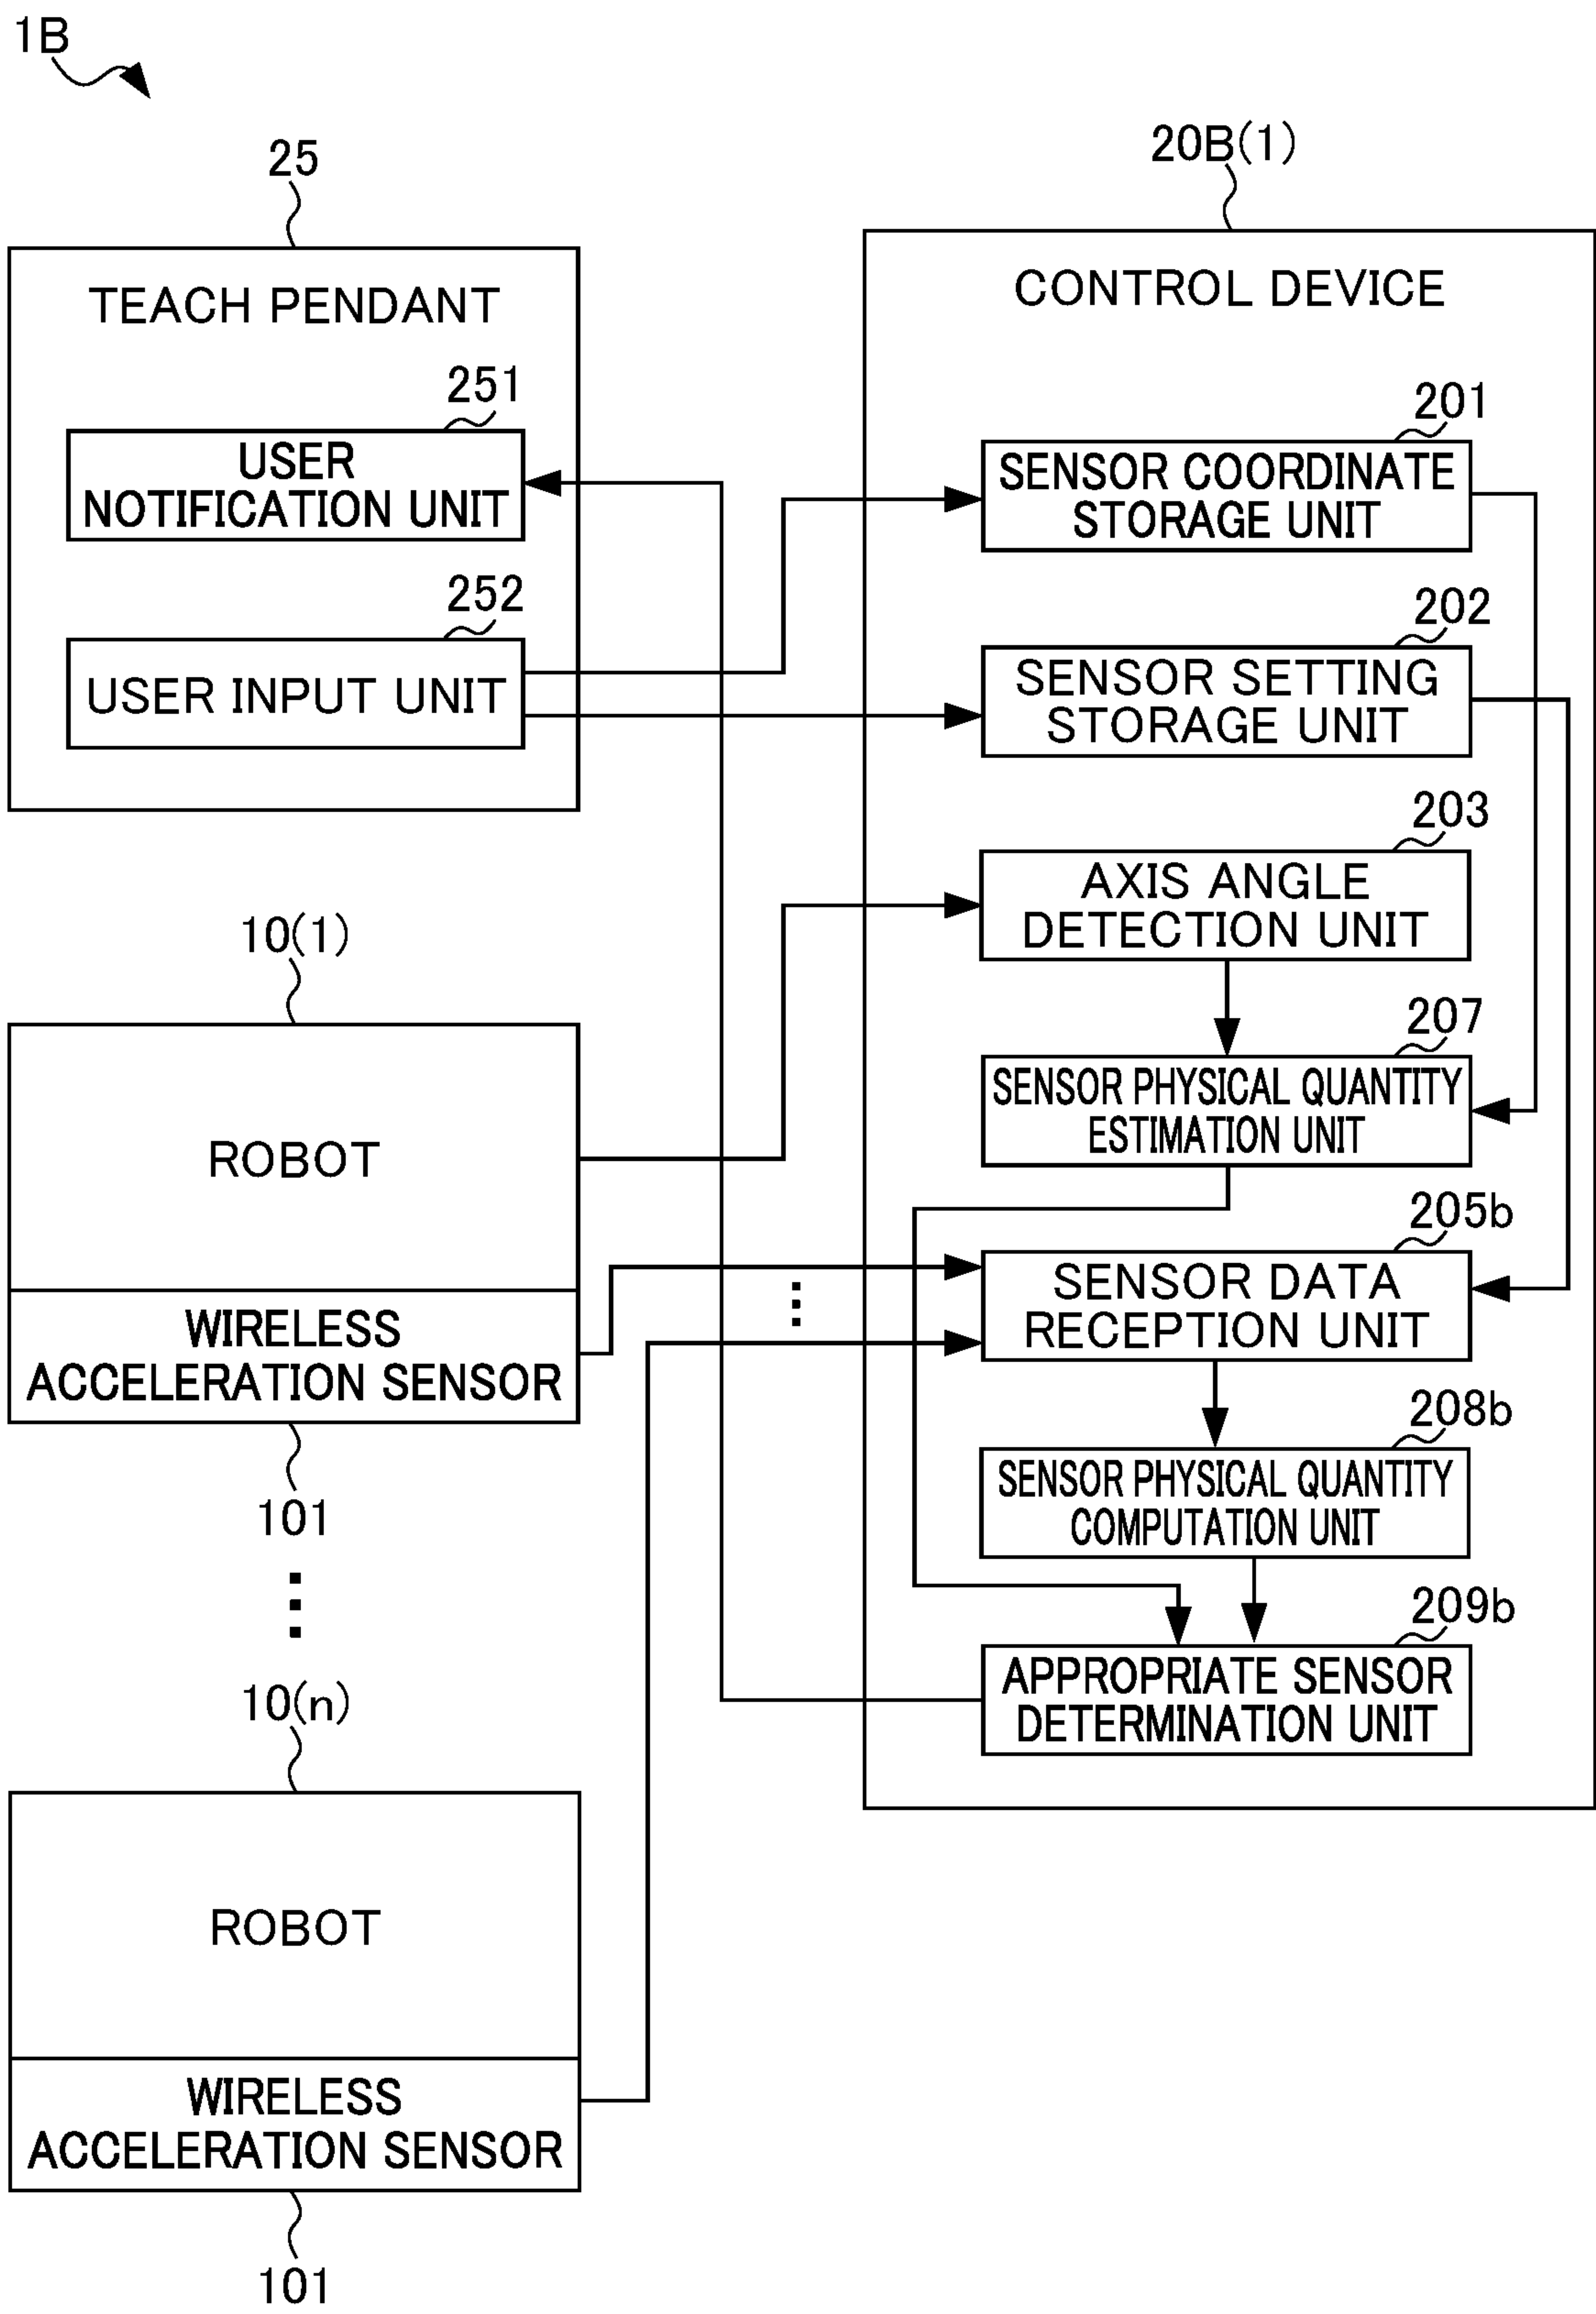 1B
25
TEACH PENDANT
251
USER
NOTIFICATION UNIT
252
USER INPUT UNIT
10(1)
ROBOT
WIRELESS
ACCELERATION SENSOR
101
10(n)
ROBOT
WIRELESS
ACCELERATION SENSOR
101
20B(1)
CONTROL DEVICE
201
SENSOR COORDINATE
STORAGE UNIT
202
SENSOR SETTING
STORAGE UNIT
203
AXIS ANGLE
DETECTION UNIT
207
SENSOR PHYSICAL QUANTITY
ESTIMATION UNIT
205b
SENSOR DATA
RECEPTION UNIT
208b
SENSOR PHYSICAL QUANTITY
COMPUTATION UNIT
209b
APPROPRIATE SENSOR
DETERMINATION UNIT